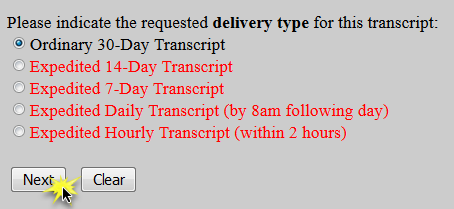 Please indicate the requested delivery type for this transcript:
Ordinary 30-Day Transcript
Expedited 14-Day Transcript
Expedited 7-Day Transcript
Expedited Daily Transcript (by 8am following day)
Expedited Hourly Transcript (within 2 hours)
Next Clear